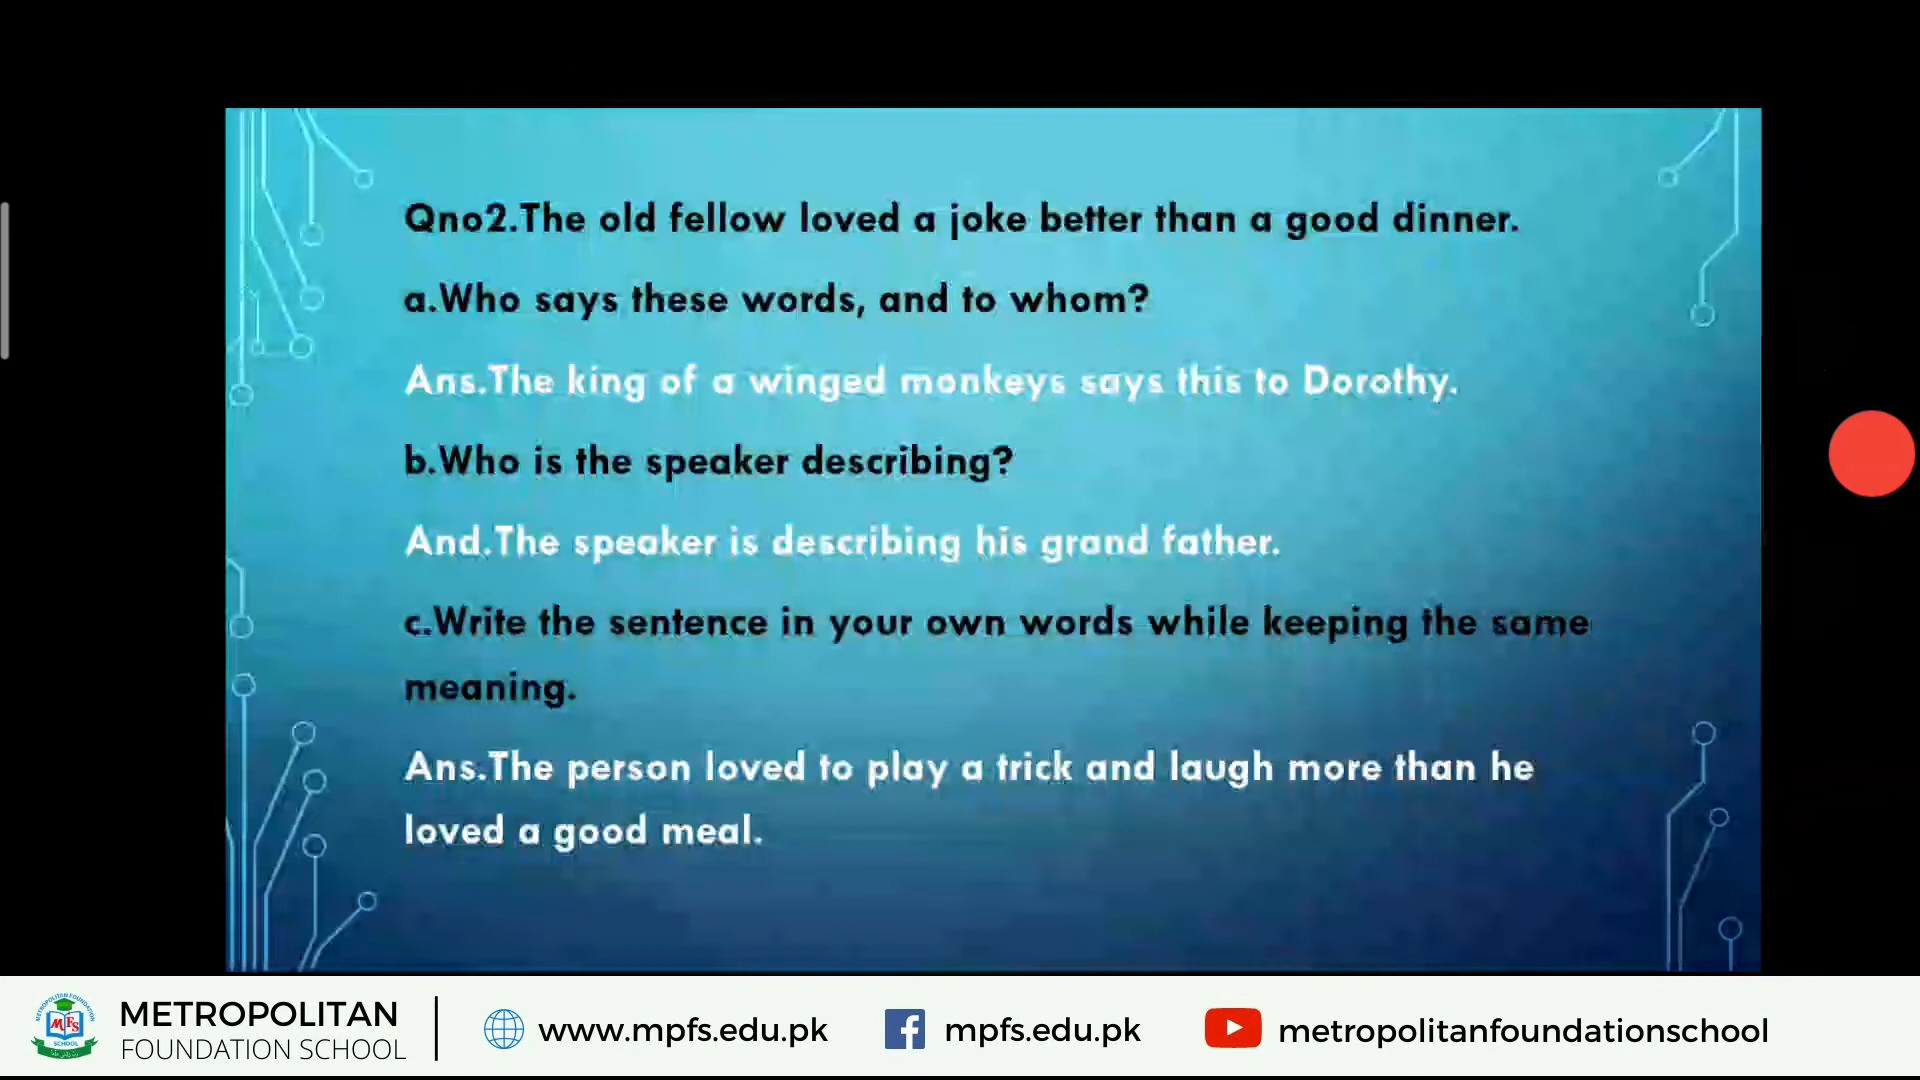 Qno2.The old fellow loved a joke better than a good dinner.
a.Who says these words, and to whom?
Ans.The king of a winged monkeys says this to Dorothy.
b.Who is the speaker describing?
And.The speaker is describing his grand father.
c.Write the sentence in your own words while keeping the same
meaning.
Ans.The person loved to play a trick and laugh more than he
loved a good meal.
MFS
SCHOOL
METROPOLITAN
FOUNDATION SCHOOL
www.mpfs.edu.pk
mpfs.edu.pk
metropolitanfoundationschool